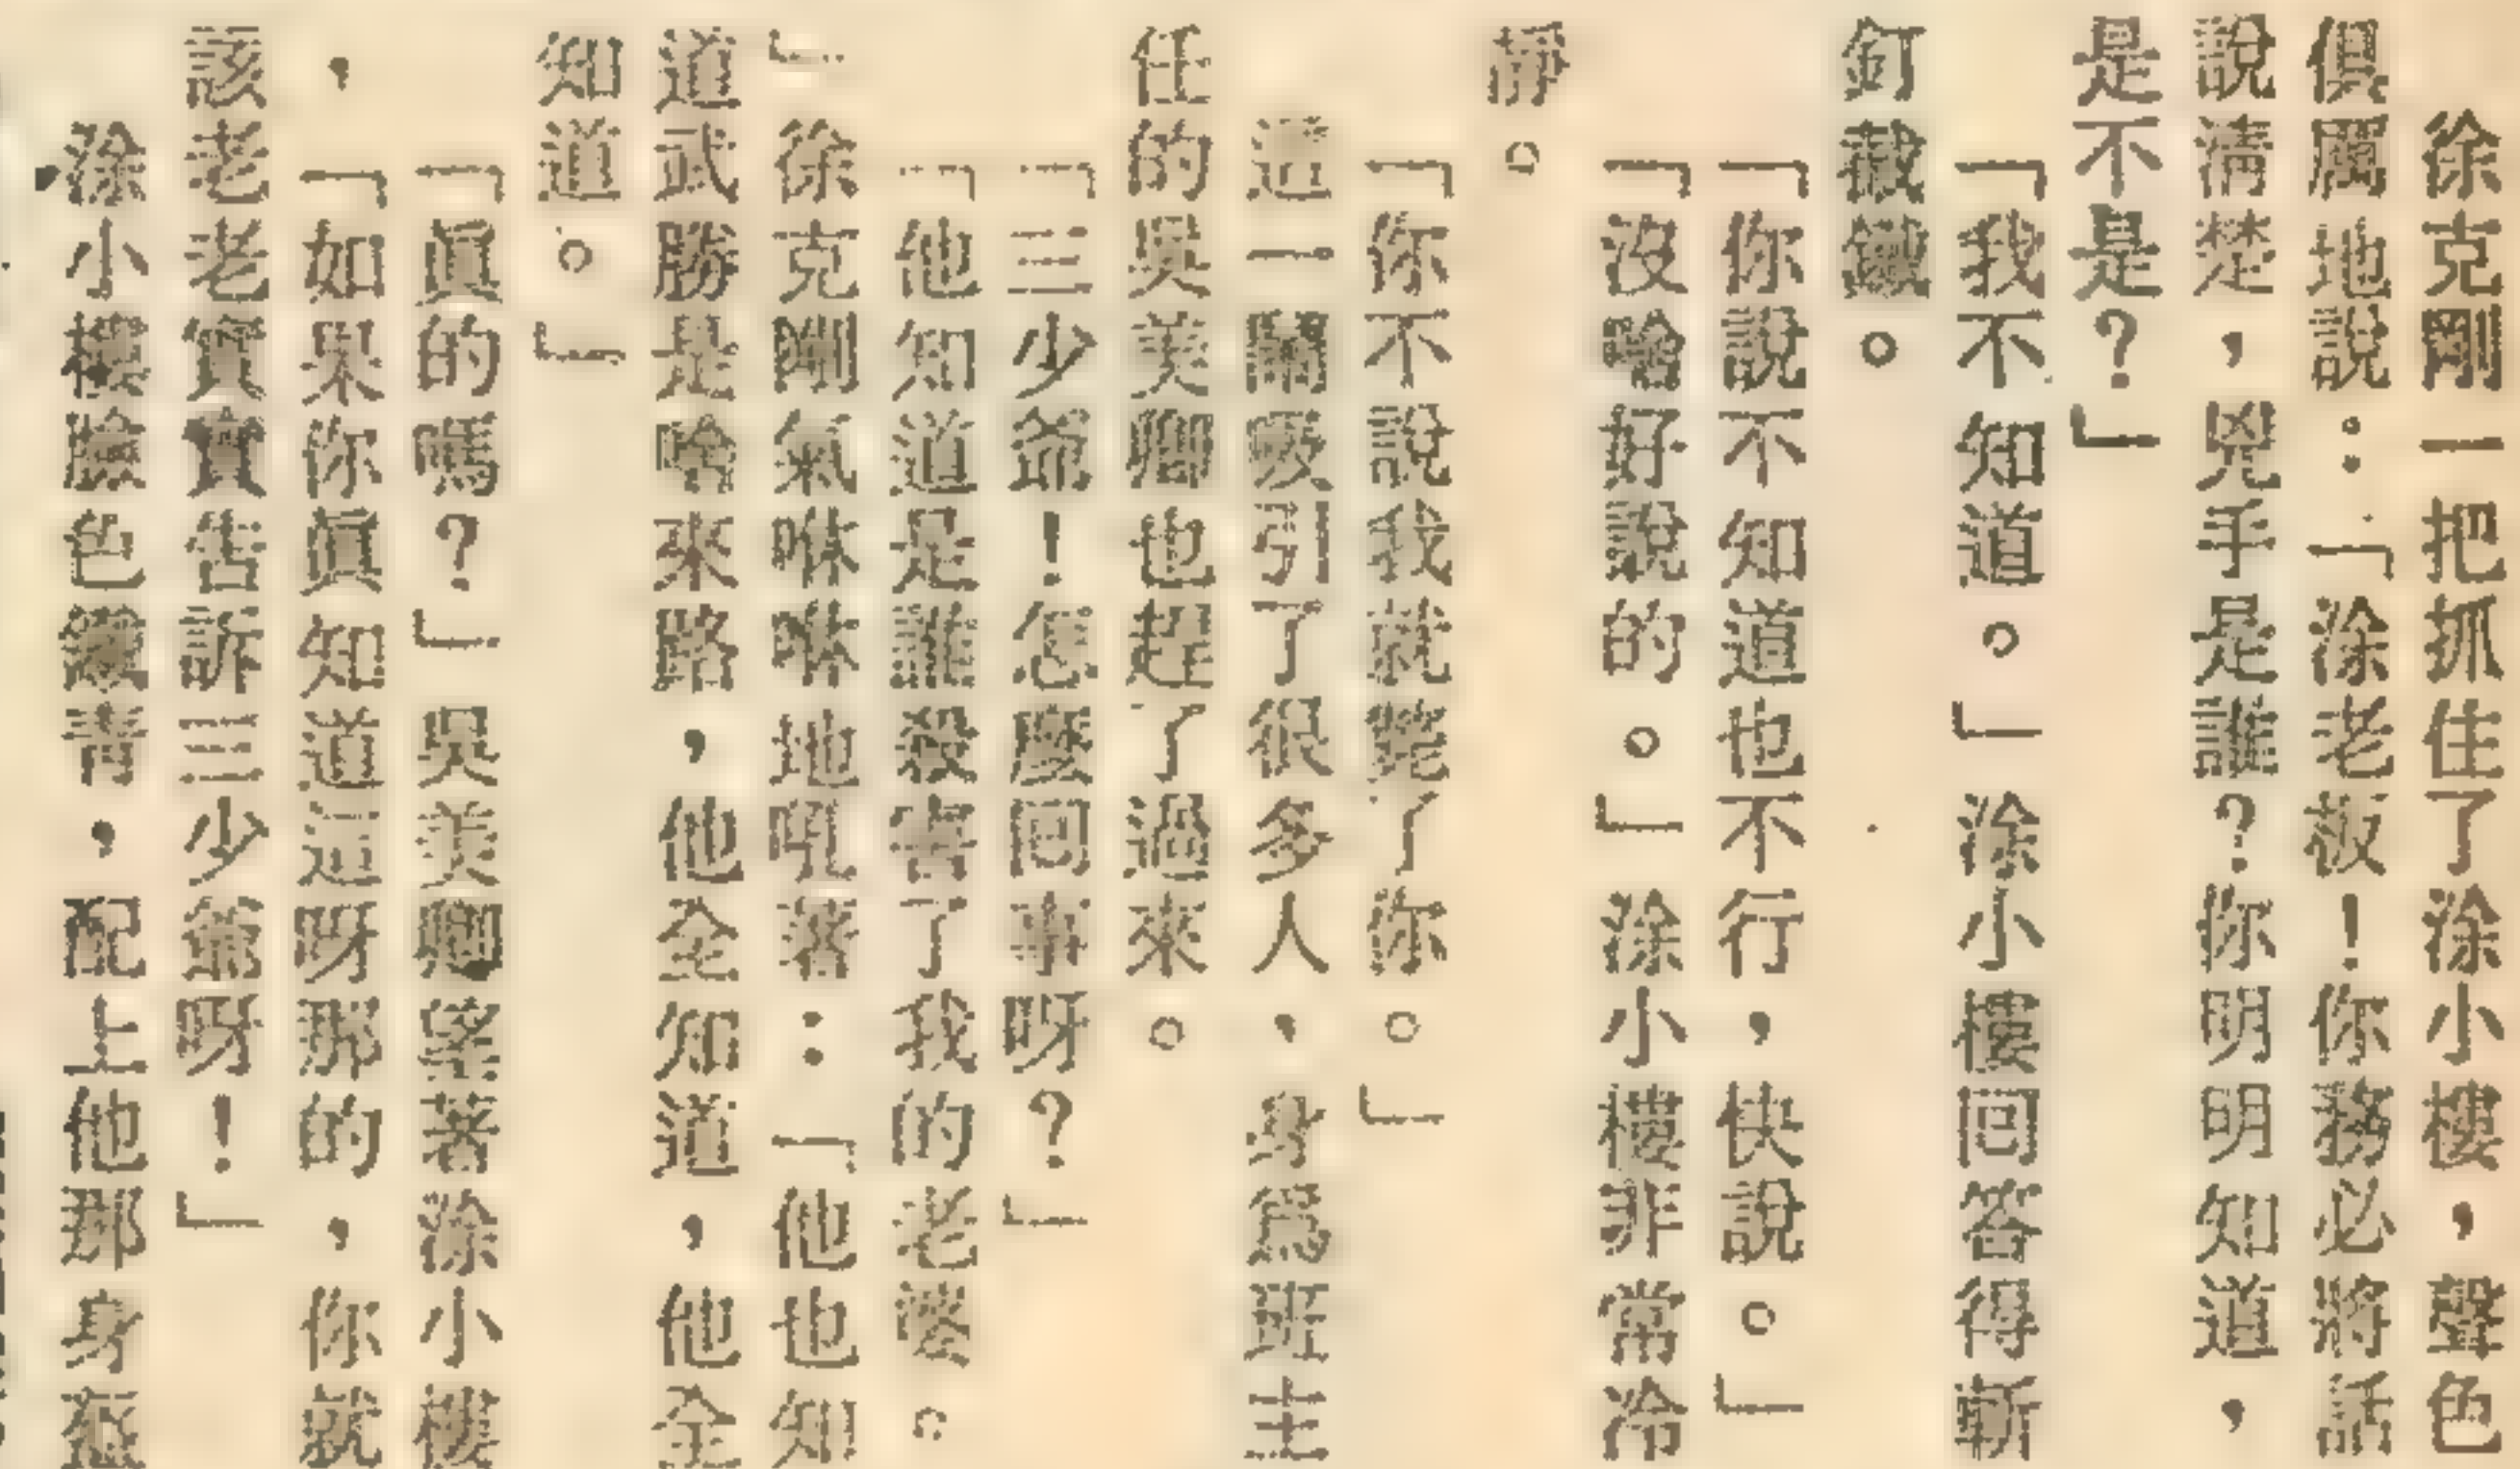 徐克剛一把抓住了涂小樓，聲色
俱厲地說：「涂老板！你務必將話
說清楚，兇手是誰？你明明知道，
是不是？」
「我不知道。」涂小樓回答得斬
釘截鐵。
「你說不知道也不行，快說。」
「沒啥好說的。」涂小樓非常冷
靜。
「你不說我就斃了你。」
這一鬧吸引了很多人，身爲班主
任的吳美卿也趕了過來。
「三少爺！怎麼回事呀？」
「他知道是誰殺害了我的老婆。
」徐克剛氣咻咻地吼著：「他也知
道武勝是啥來路，他全知道，他全
知道。」
「眞的嗎？」吳美卿望著涂小樓
，「如果你眞知道這呀那的，你就
該老老實實告訴三少爺呀！」
涂小樓臉色鐵青，配上他那身